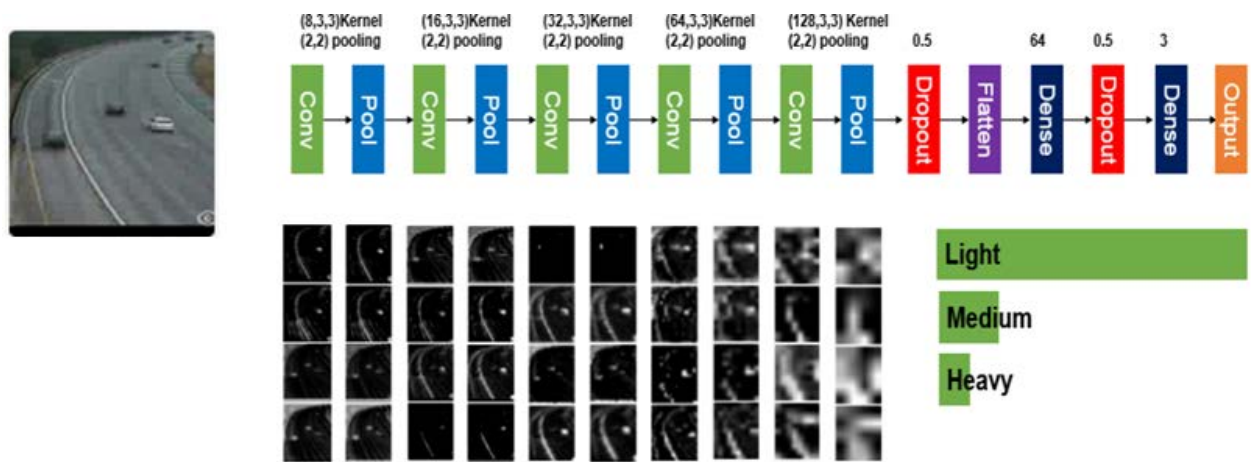 (8,3,3)Kernel
(2,2) pooling
(16,3,3)Kernel
(2,2) pooling
(32,3,3)Kernel
(2,2) pooling
(64,3,3)Kernel
(2,2) pooling
(128,3,3) Kernel
(2,2) pooling
0.5
64
0.5
3
Conv
Pool
Conv
Pool
Conv
Pool
Conv
Pool
Conv
Pool
Dropout
Flatten
Dense
Dropout
Dense
Output
Light
Medium
Heavy